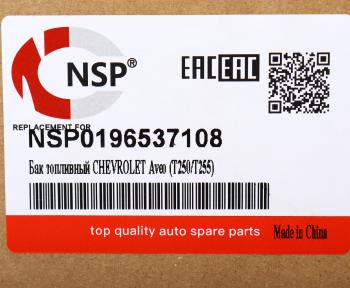 NSP®
EAC EAC
REPLACEMENT FOR
NSP0196537108
Бак топливный CHEVROLET Aveo (T250/T255)
top quality auto spare parts
Made in China